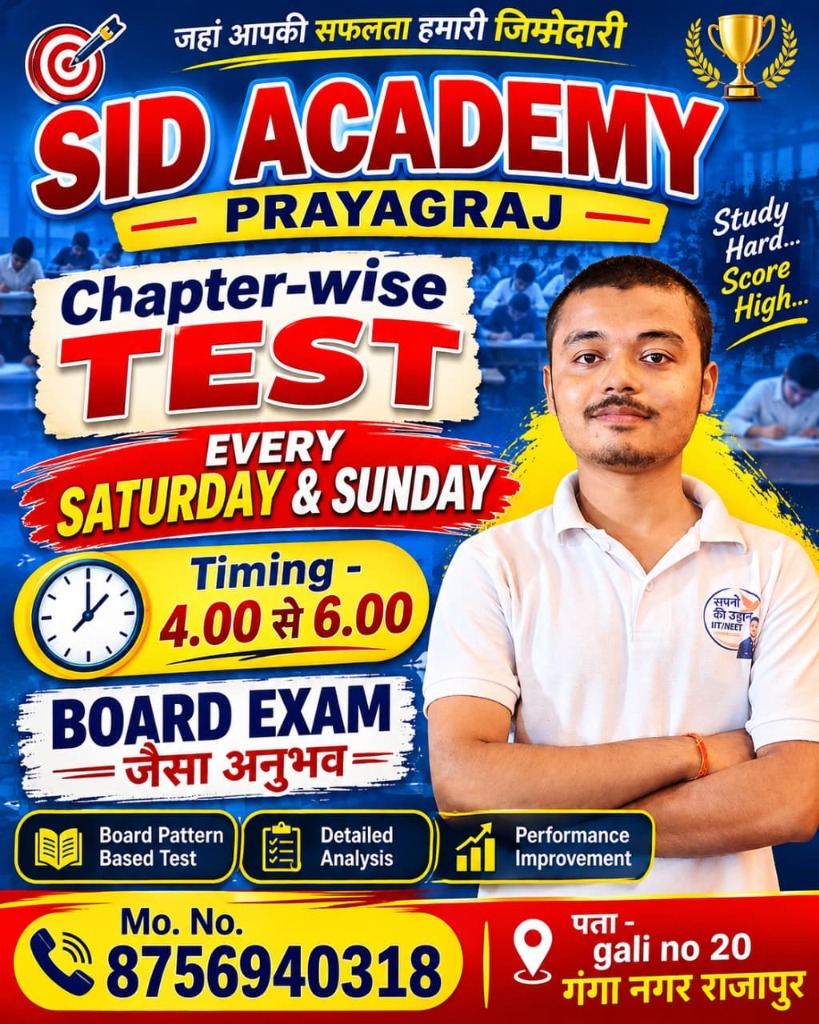 जहां आपकी सफलता हमारी जिम्मेदारी
SID ACADEMY
PRAYAGRAJ
Study
Hard...
Score
High...
Chapter-wise
TEST
EVERY
SATURDAY & SUNDAY
Timing -
4.00 से 6.00
सपनो
की उड़ान
IIT/NEET
BOARD EXAM
जैसा अनुभव
Board Pattern
Based Test
Detailed
Analysis
Performance
Improvement
Mo. No.
8756940318
पता -
gali no 20
गंगा नगर राजापुर